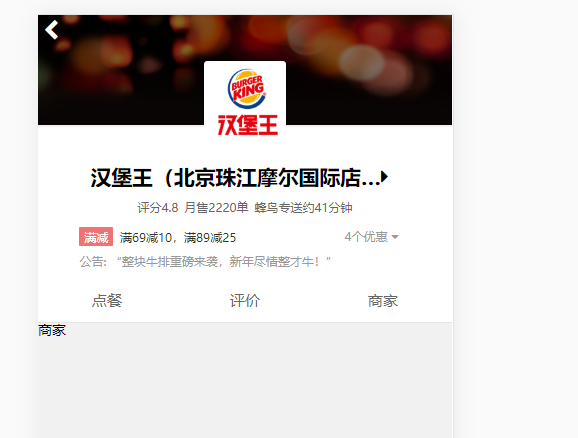 BURGER
KING
汉堡王
汉堡王（北京珠江摩尔国际店...
评分4.8 月售2220单 蜂鸟专送约41分钟
满减 满69减10，满89减25 4个优惠
公告:“整块牛排重磅来袭，新年尽情整才牛！”
点餐 评价 商家
商家